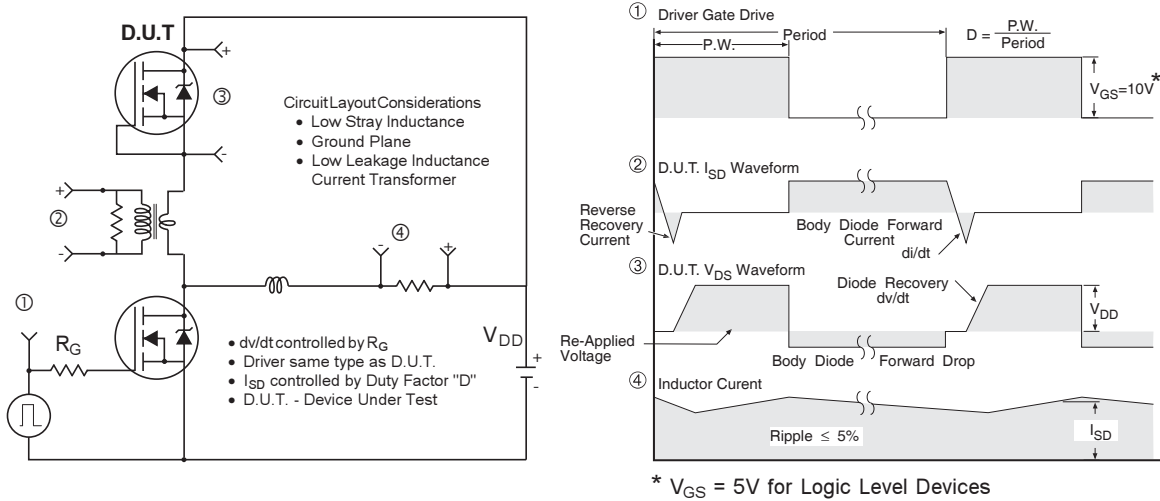 D.U.T
+
③
-
Circuit Layout Considerations
• Low Stray Inductance
• Ground Plane
• Low Leakage Inductance
Current Transformer
+
②
-
④
-
+
①
R_G
• dv/dt controlled by R_G
• Driver same type as D.U.T.
• I_SD controlled by Duty Factor "D"
• D.U.T. - Device Under Test
V_DD
+
-
① Driver Gate Drive
Period
P.W.
D = P.W. / Period
V_GS=10V *
② D.U.T. I_SD Waveform
Reverse
Recovery
Current
Body Diode Forward
Current
di/dt
③ D.U.T. V_DS Waveform
Diode Recovery
dv/dt
V_DD
Re-Applied
Voltage
Body Diode Forward Drop
④ Inductor Curent
Ripple ≤ 5%
I_SD
* V_GS = 5V for Logic Level Devices